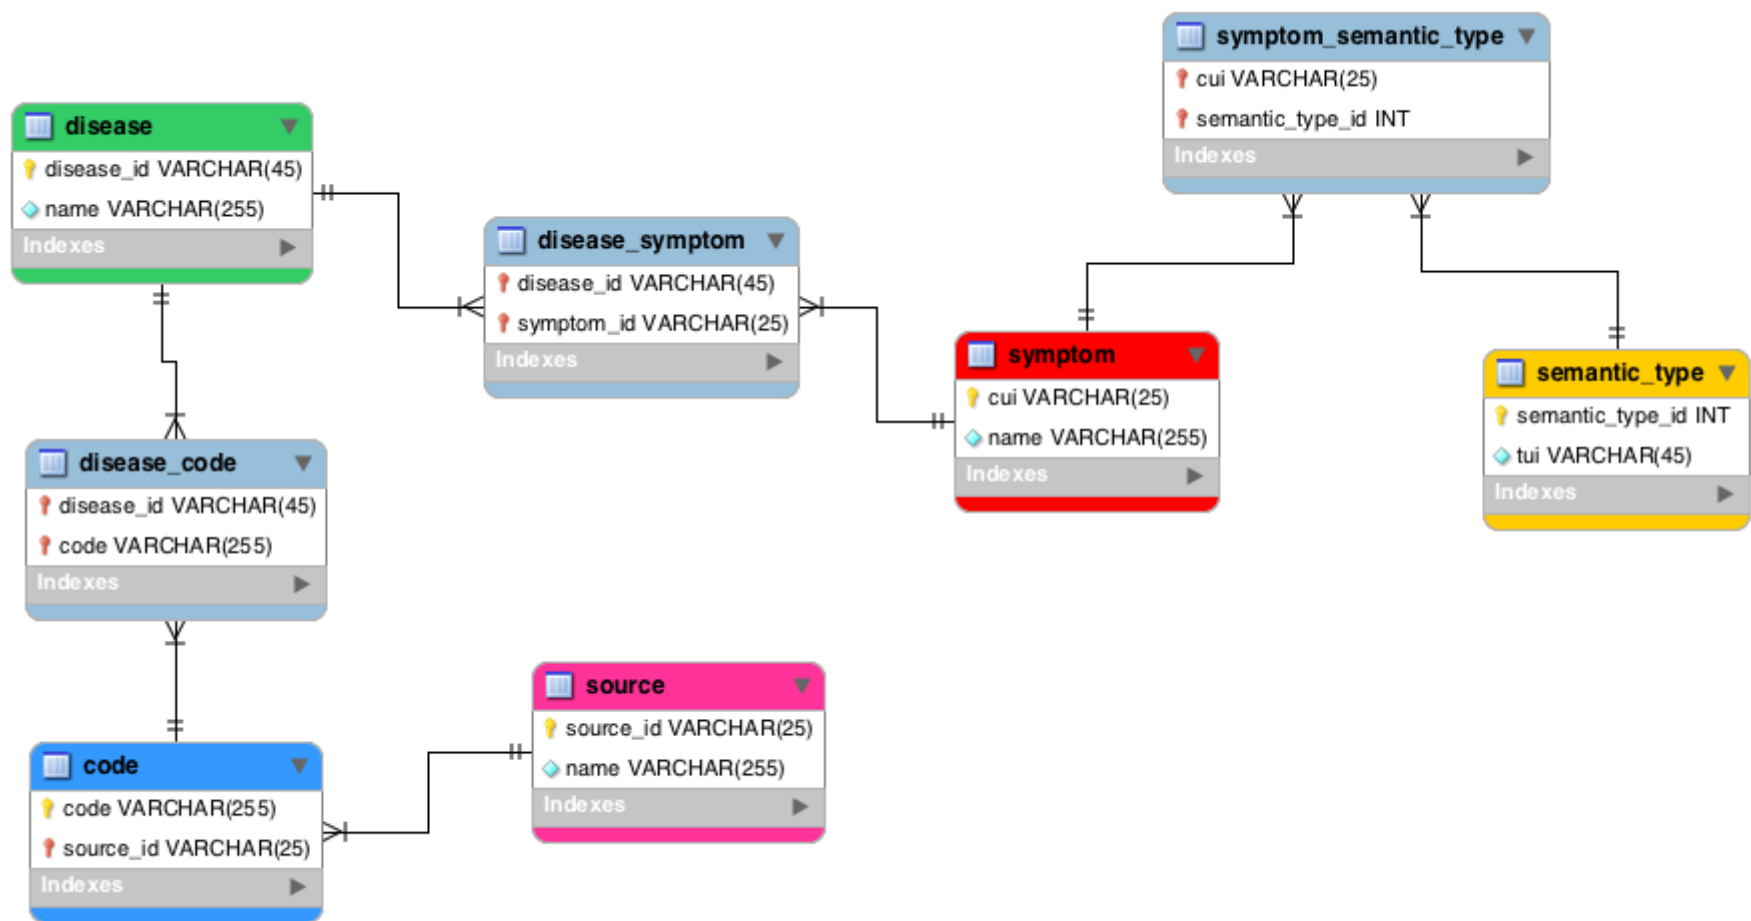 symptom_semantic_type
cui VARCHAR(25)
semantic_type_id INT
Indexes
disease
disease_id VARCHAR(45)
name VARCHAR(255)
Indexes
disease_symptom
disease_id VARCHAR(45)
symptom_id VARCHAR(25)
Indexes
symptom
cui VARCHAR(25)
name VARCHAR(255)
Indexes
semantic_type
semantic_type_id INT
tui VARCHAR(45)
Indexes
disease_code
disease_id VARCHAR(45)
code VARCHAR(255)
Indexes
source
source_id VARCHAR(25)
name VARCHAR(255)
Indexes
code
code VARCHAR(255)
source_id VARCHAR(25)
Indexes